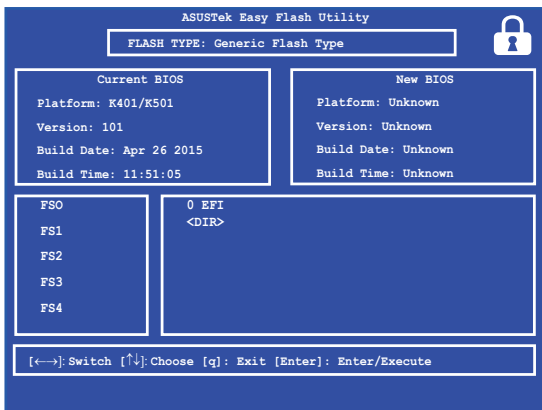 ASUSTek Easy Flash Utility
FLASH TYPE: Generic Flash Type
Current BIOS
Platform: K401/K501
Version: 101
Build Date: Apr 26 2015
Build Time: 11:51:05
New BIOS
Platform: Unknown
Version: Unknown
Build Date: Unknown
Build Time: Unknown
FSO
FS1
FS2
FS3
FS4
0 EFI
<DIR>
[←→]: Switch [↑↓]: Choose [q]: Exit [Enter]: Enter/Execute